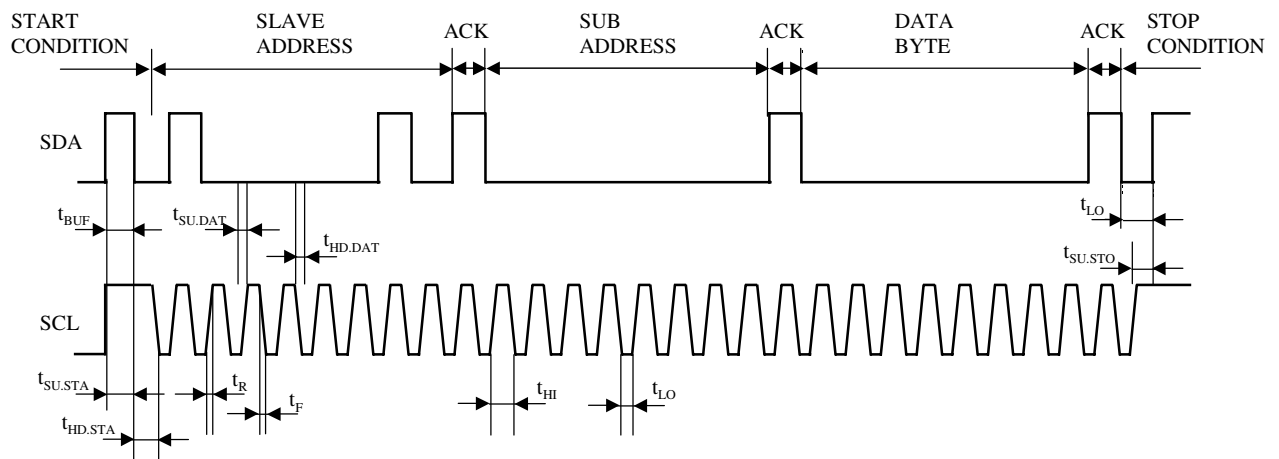 START CONDITION
SLAVE ADDRESS
ACK
SUB ADDRESS
ACK
DATA BYTE
ACK
STOP CONDITION
SDA
tBUF
tSU.DAT
tHD.DAT
tLO
tSU.STO
SCL
tSU.STA
tHD.STA
tR
tF
tHI
tLO